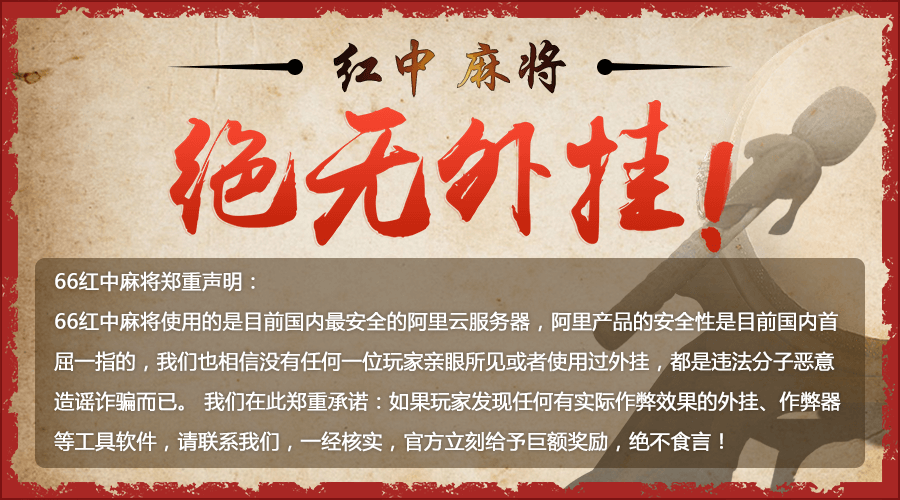 红中 麻将
绝无外挂！
66红中麻将郑重声明：
66红中麻将使用的是目前国内最安全的阿里云服务器，阿里产品的安全性是目前国内首
屈一指的，我们也相信没有任何一位玩家亲眼所见或者使用过外挂，都是违法分子恶意
造谣诈骗而已。 我们在此郑重承诺：如果玩家发现任何有实际作弊效果的外挂、作弊器
等工具软件，请联系我们，一经核实，官方立刻给予巨额奖励，绝不食言！